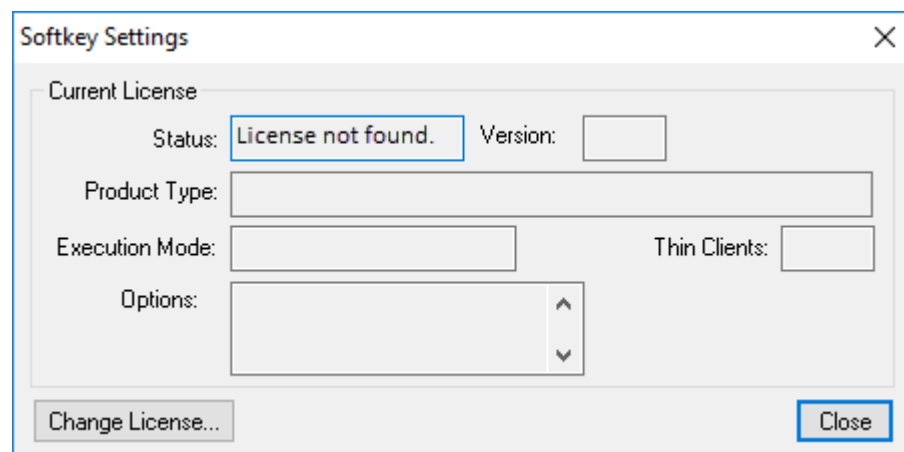 Softkey Settings
Current License
Status: License not found. Version:
Product Type:
Execution Mode: Thin Clients:
Options:
Change License... Close